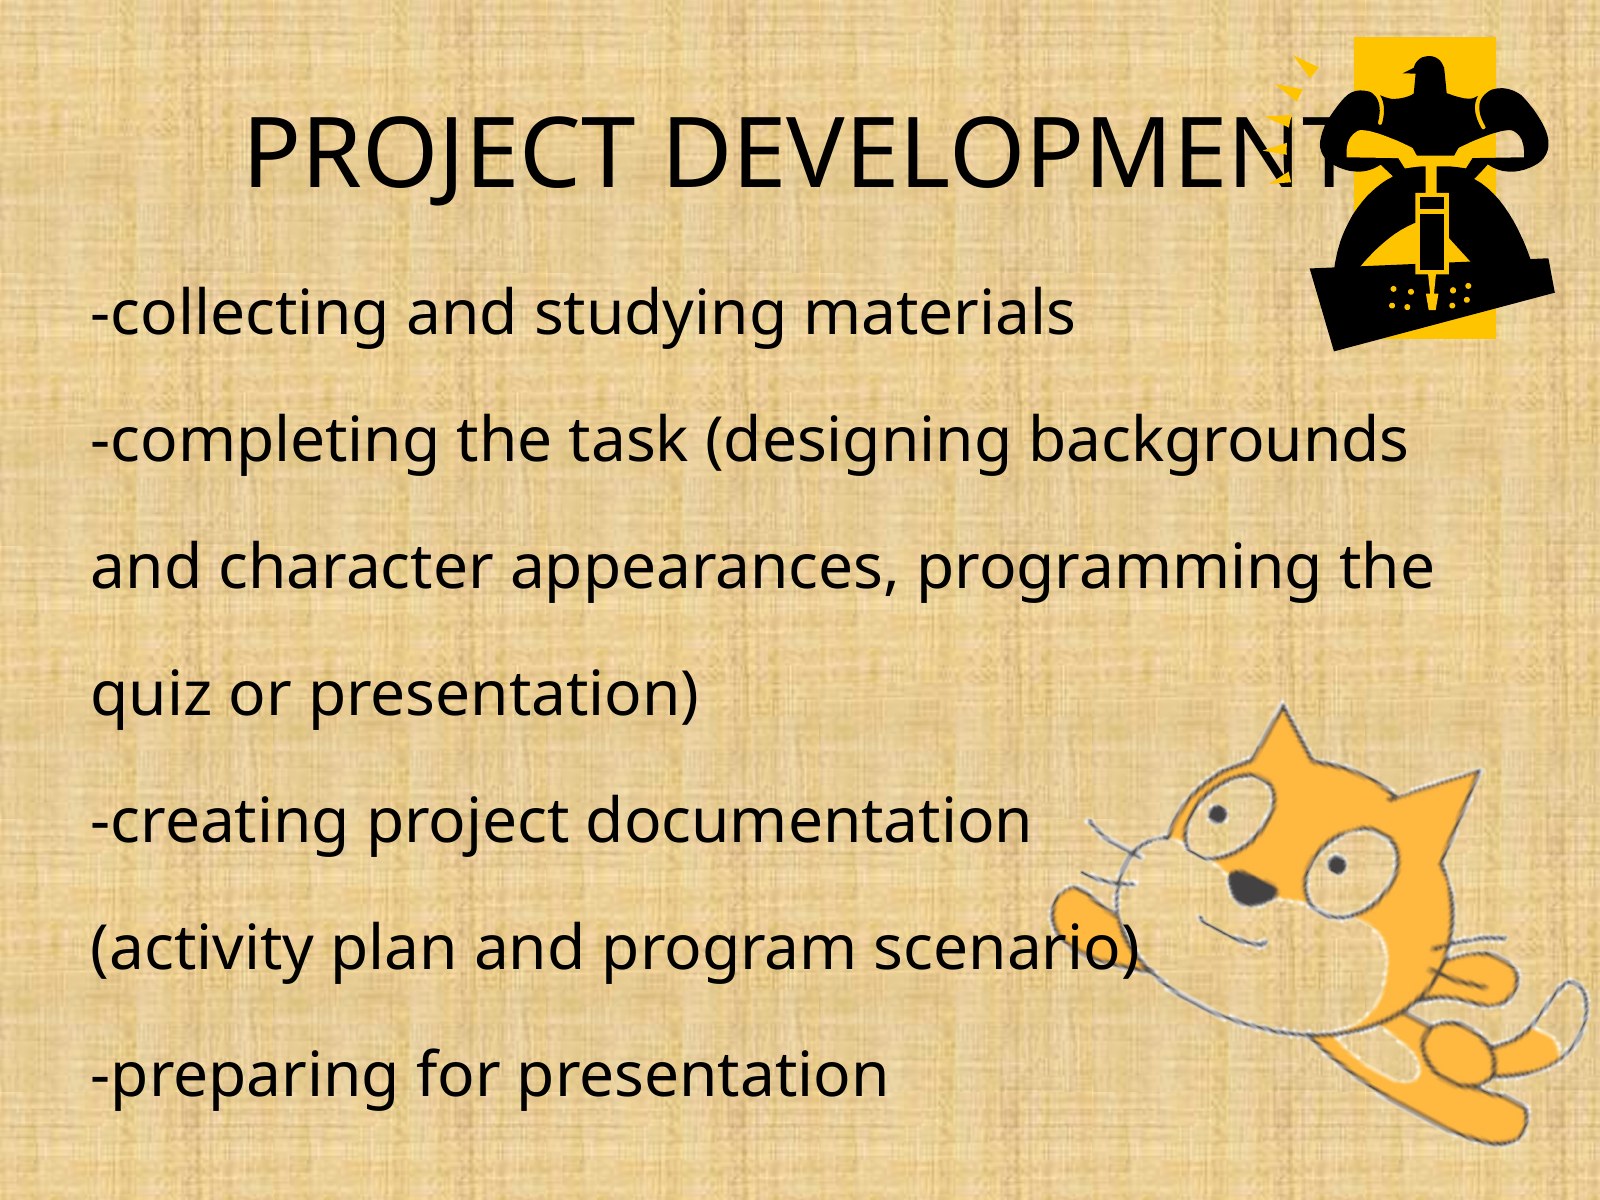 PROJECT DEVELOPMENT
-collecting and studying materials
-completing the task (designing backgrounds
and character appearances, programming the
quiz or presentation)
-creating project documentation
(activity plan and program scenario)
-preparing for presentation